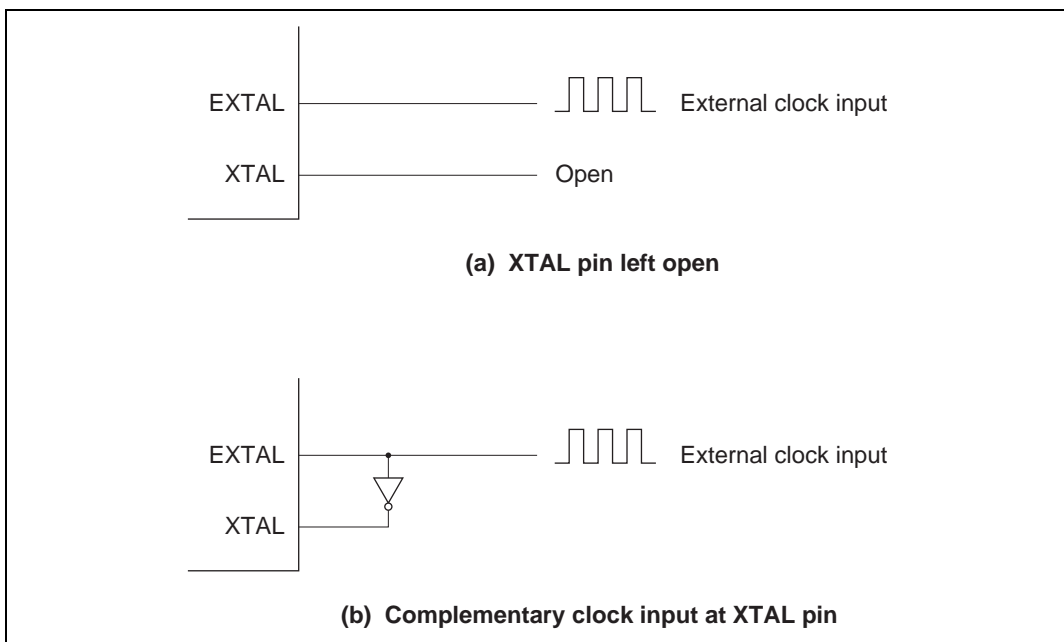 EXTAL External clock input
XTAL Open
(a) XTAL pin left open
EXTAL External clock input
XTAL
(b) Complementary clock input at XTAL pin